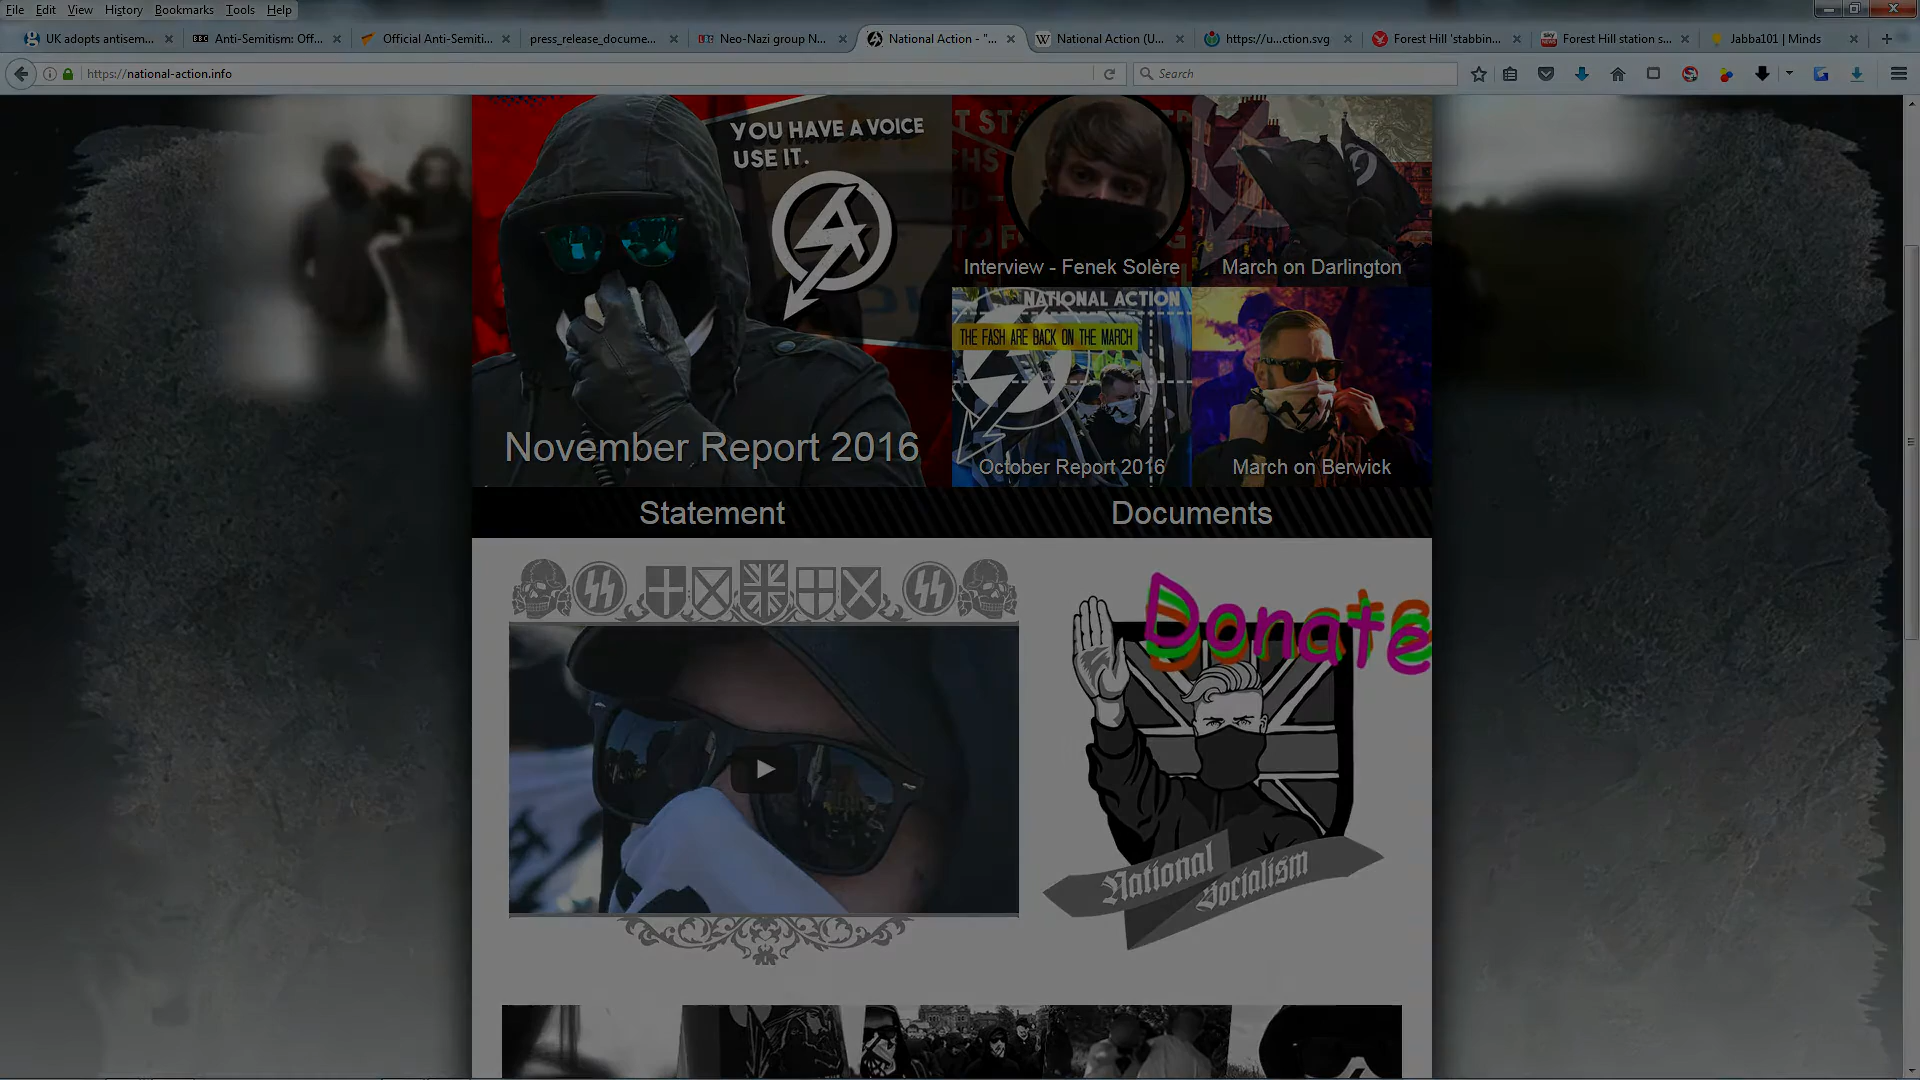 File Edit View History Bookmarks Tools Help
UK adopts antisem...
BBC Anti-Semitism: Off...
Official Anti-Semiti...
press_release_docume...
Neo-Nazi group N...
National Action - "...
W National Action (U...
https://u...ction.svg
Forest Hill 'stabbin...
sky news Forest Hill station s...
Jabba101 | Minds
https://national-action.info
Search
YOU HAVE A VOICE
USE IT.
Interview - Fenek Solère
March on Darlington
NATIONAL ACTION
THE FASH ARE BACK ON THE MARCH
November Report 2016
October Report 2016
March on Berwick
Statement
Documents
Donate
National Socialism